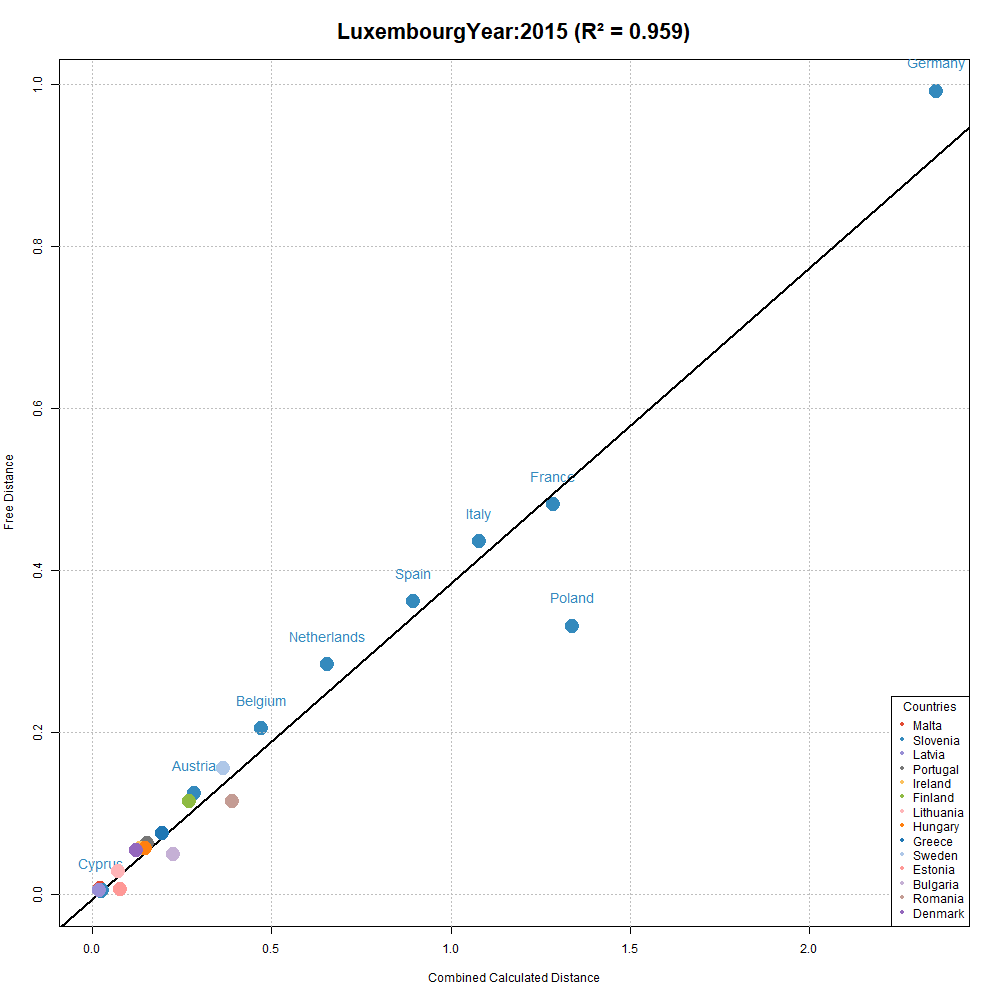 LuxembourgYear:2015 (R² = 0.959)
Germany
France
Italy
Spain
Poland
Netherlands
Belgium
Austria
Cyprus
Free Distance
1.0
0.8
0.6
0.4
0.2
0.0
0.0 0.5 1.0 1.5 2.0
Combined Calculated Distance
Countries
Malta
Slovenia
Latvia
Portugal
Ireland
Finland
Lithuania
Hungary
Greece
Sweden
Estonia
Bulgaria
Romania
Denmark